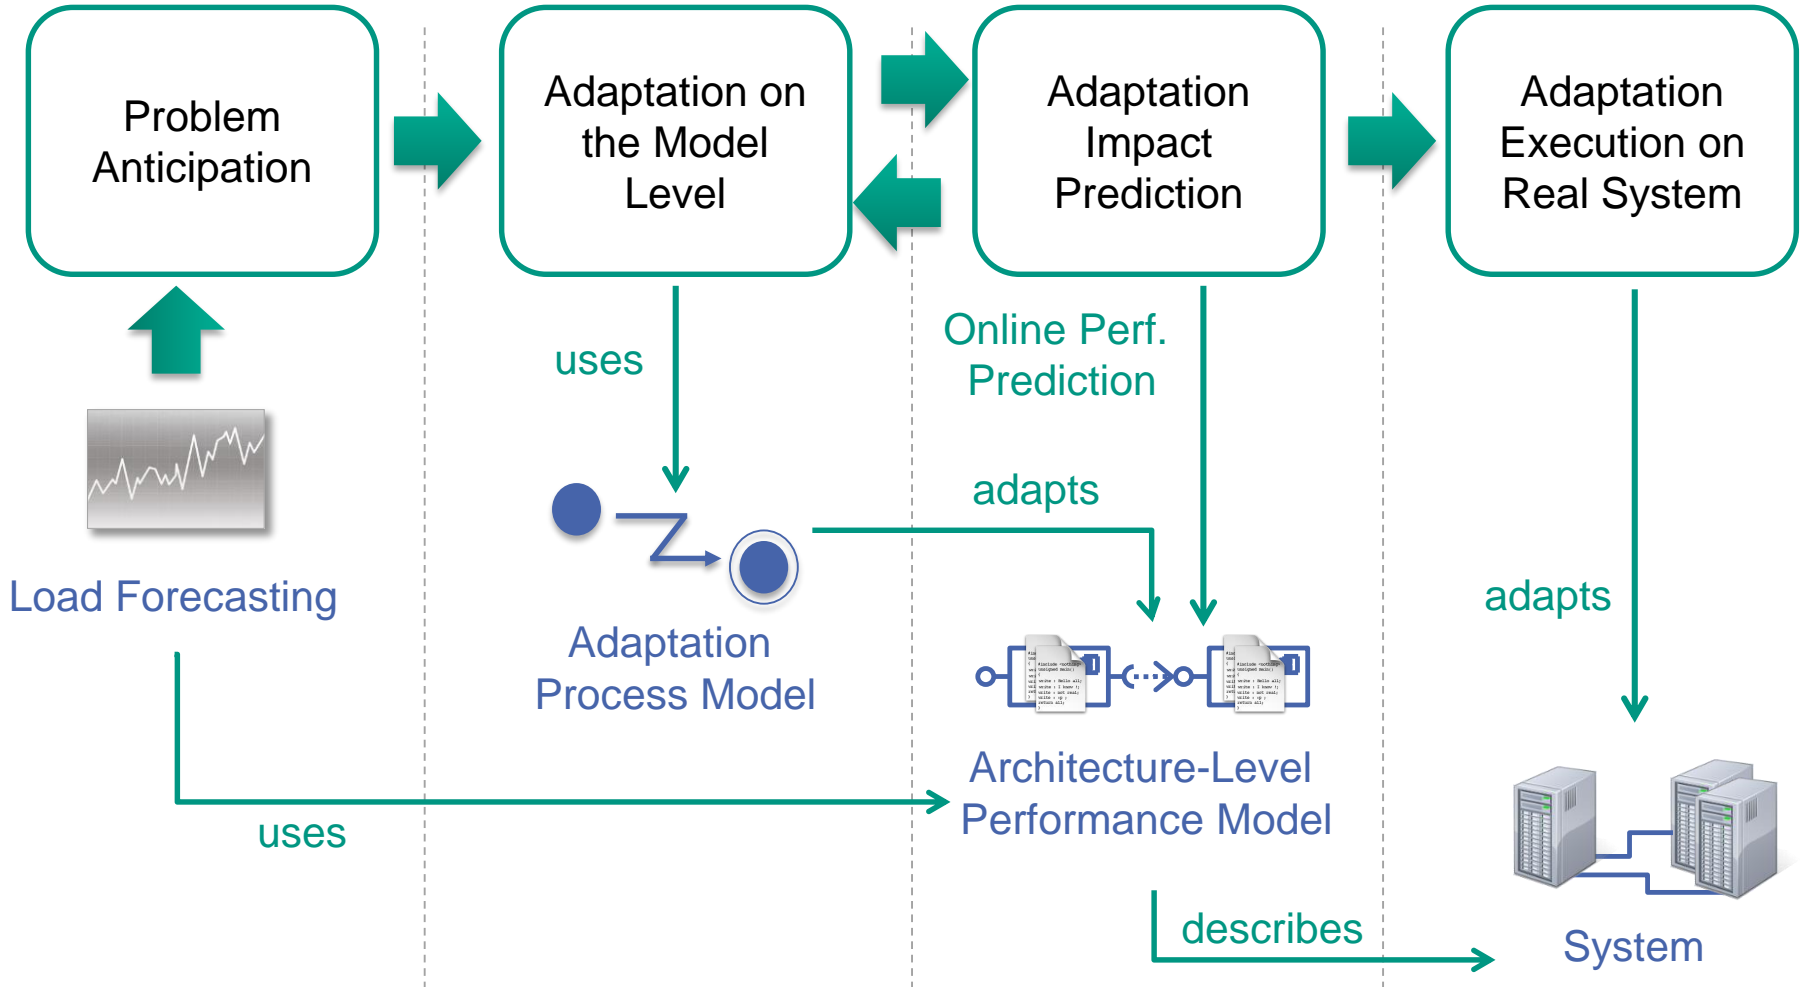 Problem
Anticipation
Adaptation on
the Model
Level
Adaptation
Impact
Prediction
Adaptation
Execution on
Real System
uses
Online Perf.
Prediction
adapts
Load Forecasting
adapts
Adaptation
Process Model
Architecture-Level
Performance Model
uses
describes
System